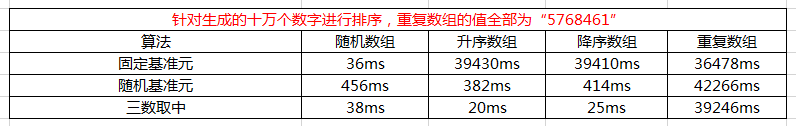 针对生成的十万个数字进行排序，重复数组的值全部为“5768461”
算法 随机数组 升序数组 降序数组 重复数组
固定基准元 36ms 39430ms 39410ms 36478ms
随机基准元 456ms 382ms 414ms 42266ms
三数取中 38ms 20ms 25ms 39246ms